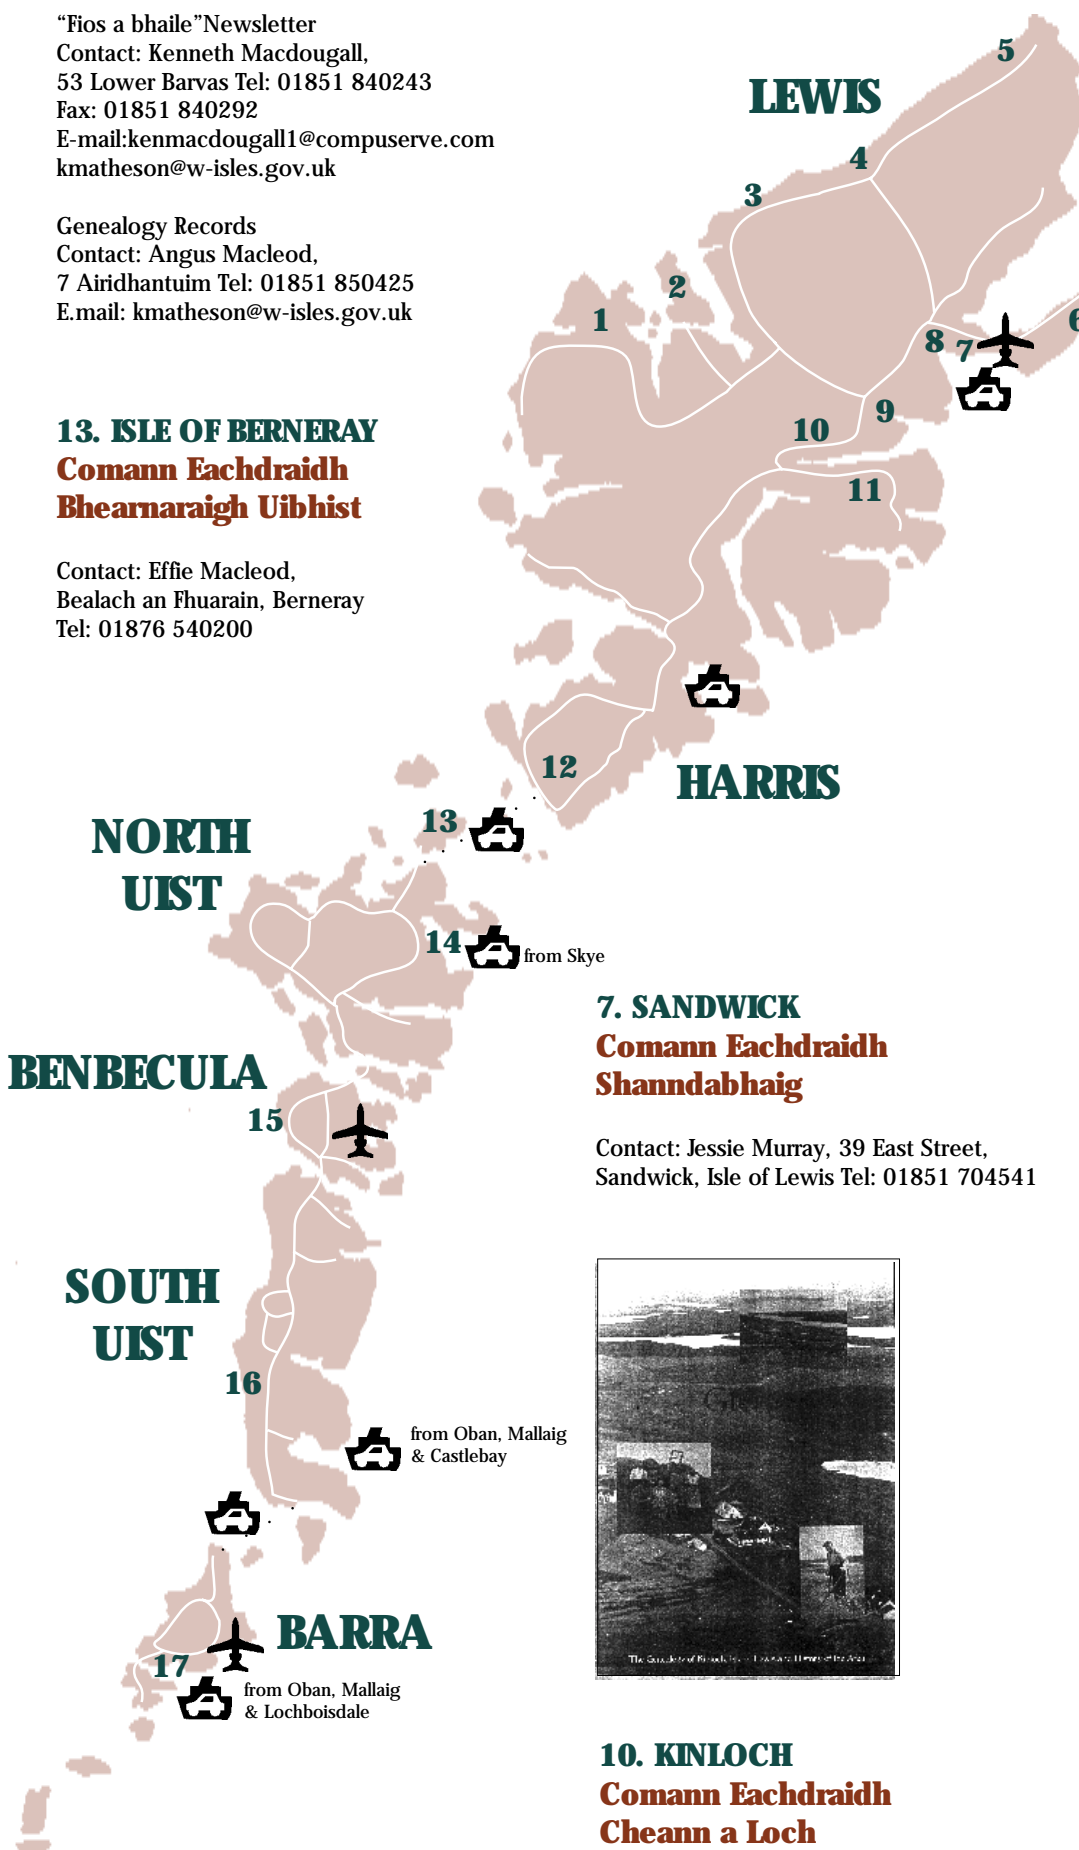 “Fios a bhaile”Newsletter
Contact: Kenneth Macdougall,
53 Lower Barvas Tel: 01851 840243
Fax: 01851 840292
E-mail:kenmacdougall1@compuserve.com
kmatheson@w-isles.gov.uk
Genealogy Records
Contact: Angus Macleod,
7 Airidhantuim Tel: 01851 850425
E.mail: kmatheson@w-isles.gov.uk
13. ISLE OF BERNERAY
Comann Eachdraidh
Bhearnaraigh Uibhist
Contact: Effie Macleod,
Bealach an Fhuarain, Berneray
Tel: 01876 540200
LEWIS
5
4
3
2
1
6
8
7
9
10
11
12
HARRIS
13
NORTH
UIST
14
from Skye
BENBECULA
15
SOUTH
UIST
16
from Oban, Mallaig
& Castlebay
BARRA
17
from Oban, Mallaig
& Lochboisdale
7. SANDWICK
Comann Eachdraidh
Shanndabhaig
Contact: Jessie Murray, 39 East Street,
Sandwick, Isle of Lewis Tel: 01851 704541
10. KINLOCH
Comann Eachdraidh
Cheann a Loch